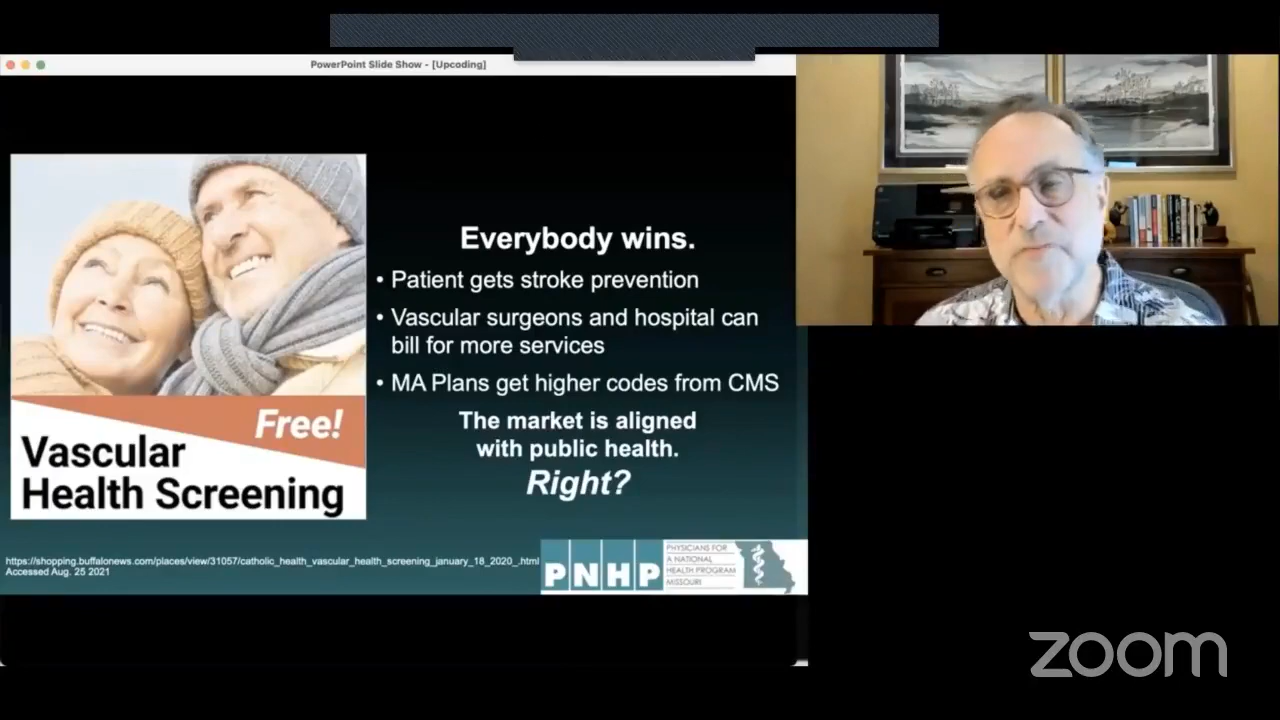 PowerPoint Slide Show - [Upcoding]
Free!
Vascular
Health Screening
Everybody wins.
• Patient gets stroke prevention
• Vascular surgeons and hospital can
bill for more services
• MA Plans get higher codes from CMS
The market is aligned
with public health.
Right?
https://shopping.buffalonews.com/places/view/31057/catholic_health_vascular_health_screening_january_18_2020_.html
Accessed Aug. 25 2021
PNHP
PHYSICIANS FOR
A NATIONAL
HEALTH PROGRAM
MISSOURI
zoom